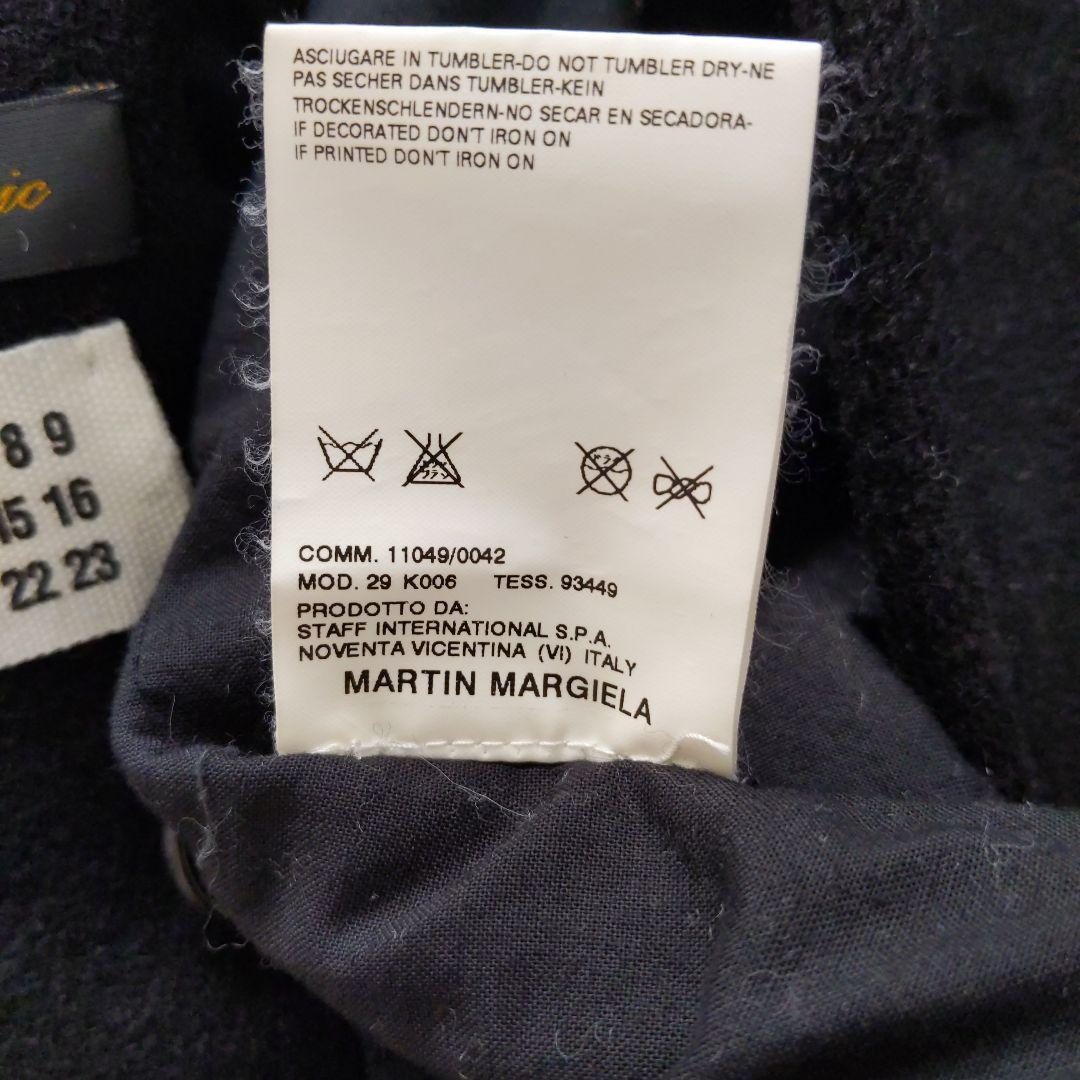 ASCIUGARE IN TUMBLER-DO NOT TUMBLER DRY-NE
PAS SECHER DANS TUMBLER-KEIN
TROCKENSCHLENDERN-NO SECAR EN SECADORA-
IF DECORATED DON'T IRON ON
IF PRINTED DON'T IRON ON
ic
8 9
15 16
22 23
COMM. 11049/0042
MOD. 29 K006 TESS. 93449
PRODOTTO DA:
STAFF INTERNATIONAL S.P.A.
NOVENTA VICENTINA (VI) ITALY
MARTIN MARGIELA